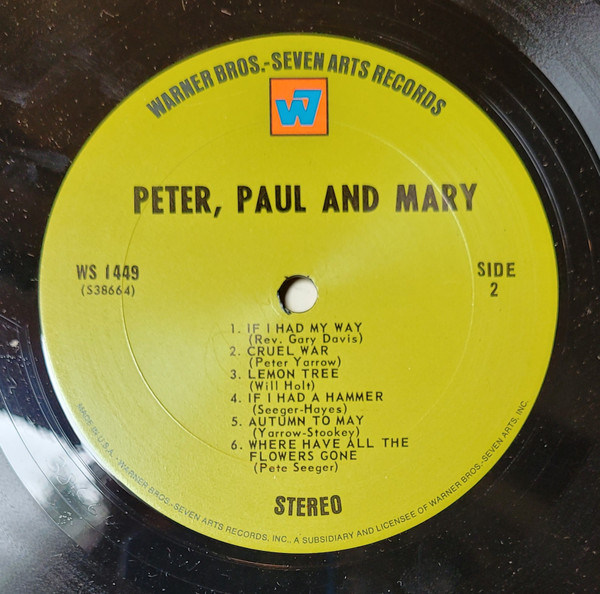 WARNER BROS.-SEVEN ARTS RECORDS
W7
PETER, PAUL AND MARY
WS 1449
(S38664)
SIDE
2
1. IF I HAD MY WAY
(Rev. Gary Davis)
2. CRUEL WAR
(Peter Yarrow)
3. LEMON TREE
(Will Holt)
4. IF I HAD A HAMMER
(Seeger-Hayes)
5. AUTUMN TO MAY
(Yarrow-Stookey)
6. WHERE HAVE ALL THE
FLOWERS GONE
(Pete Seeger)
STEREO
MADE IN U.S.A. - WARNER BROS.-SEVEN ARTS RECORDS, INC., A SUBSIDIARY AND LICENSEE OF WARNER BROS.-SEVEN ARTS, INC.